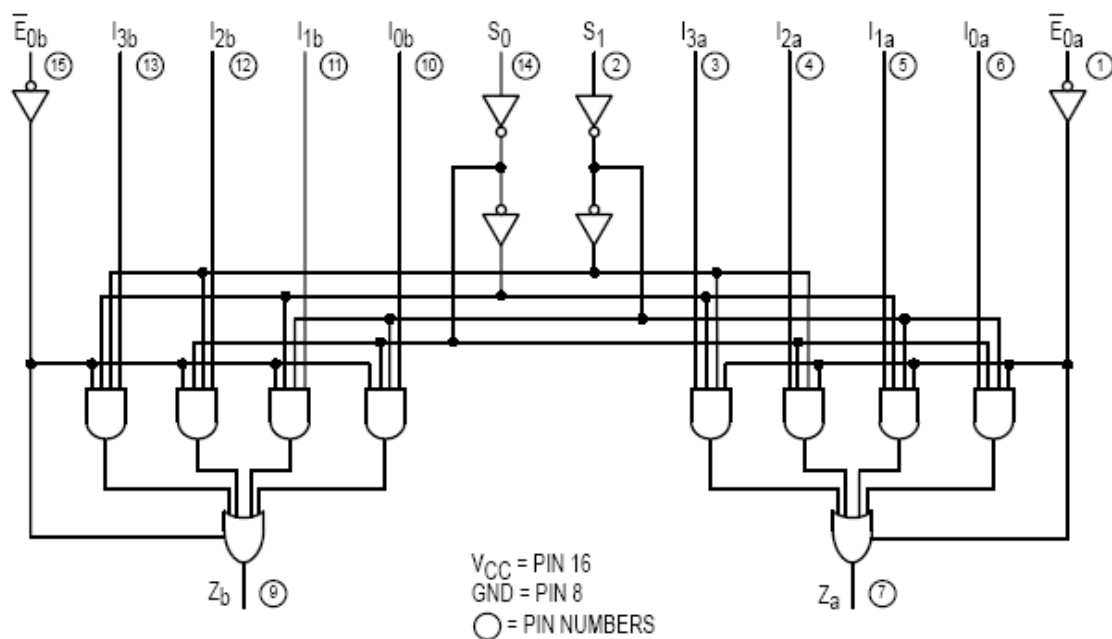 E̅0b I3b I2b I1b I0b S0 S1 I3a I2a I1a I0a E̅0a
15 13 12 11 10 14 2 3 4 5 6 1
Zb 9
VCC = PIN 16
GND = PIN 8
= PIN NUMBERS
Za 7